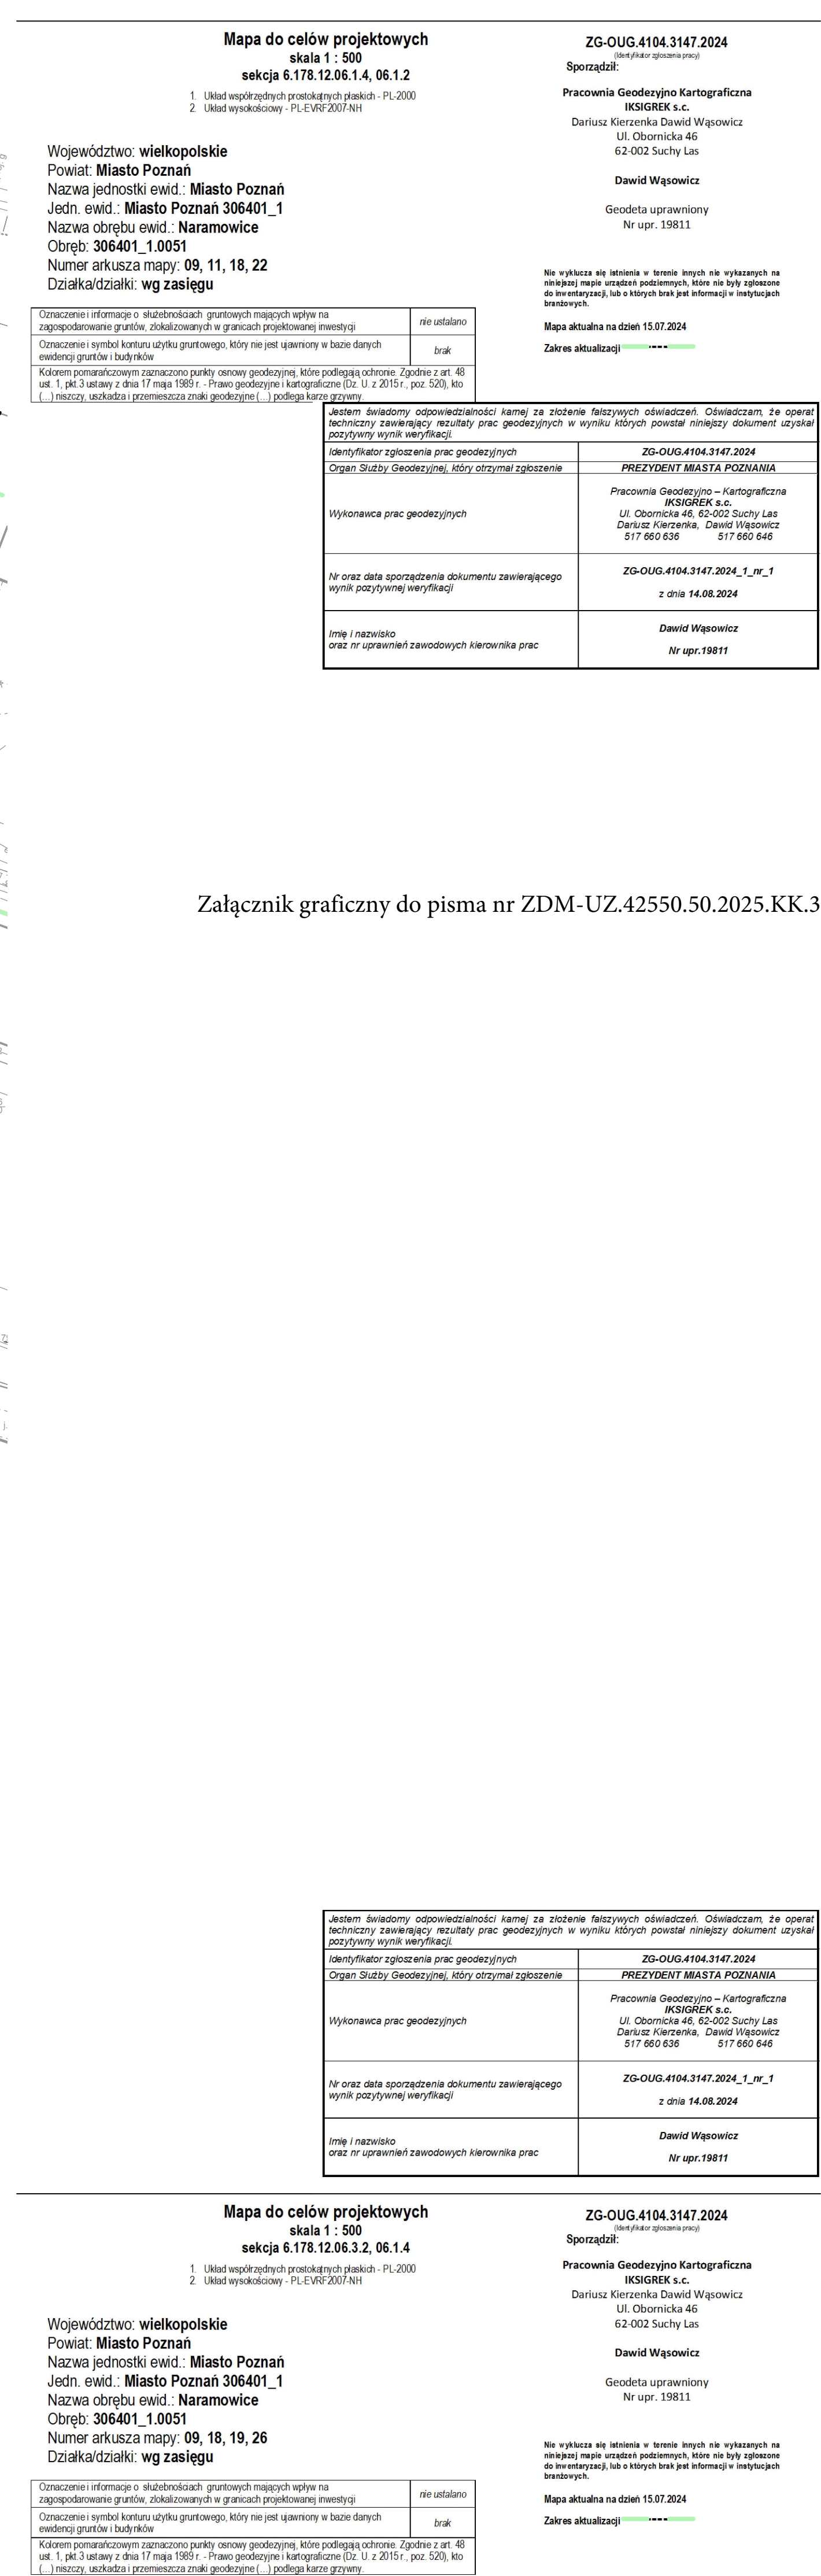 Mapa do celów projektowych
skala 1 : 500
sekcja 6.178.12.06.1.4, 06.1.2
1. Układ współrzędnych prostokątnych płaskich - PL-2000
2. Układ wysokościowy - PL-EVRF2007-NH
ZG-OUG.4104.3147.2024
(Identyfikator zgłoszenia pracy)
Sporządził:
Pracownia Geodezyjno Kartograficzna
IKSIGREK s.c.
Dariusz Kierzenka Dawid Wąsowicz
Ul. Obornicka 46
62-002 Suchy Las
Dawid Wąsowicz
Geodeta uprawniony
Nr upr. 19811
Województwo: wielkopolskie
Powiat: Miasto Poznań
Nazwa jednostki ewid.: Miasto Poznań
Jedn. ewid.: Miasto Poznań 306401_1
Nazwa obrębu ewid.: Naramowice
Obręb: 306401_1.0051
Numer arkusza mapy: 09, 11, 18, 22
Działka/działki: wg zasięgu
Nie wyklucza się istnienia w terenie innych nie wykazanych na
niniejszej mapie urządzeń podziemnych, które nie były zgłoszone
do inwentaryzacji, lub o których brak jest informacji w instytucjach
branżowych.
Mapa aktualna na dzień 15.07.2024
Zakres aktualizacji
Oznaczenie i informacje o służebnościach gruntowych mających wpływ na
zagospodarowanie gruntów, zlokalizowanych w granicach projektowanej inwestycji
nie ustalano
Oznaczenie i symbol konturu użytku gruntowego, który nie jest ujawniony w bazie danych
ewidencji gruntów i budynków
brak
Kolorem pomarańczowym zaznaczono punkty osnowy geodezyjnej, które podlegają ochronie. Zgodnie z art. 48
ust. 1, pkt.3 ustawy z dnia 17 maja 1989 r. - Prawo geodezyjne i kartograficzne (Dz. U. z 2015 r., poz. 520), kto
(...) niszczy, uszkadza i przemieszcza znaki geodezyjne (...) podlega karze grzywny.
Jestem świadomy odpowiedzialności karnej za złożenie fałszywych oświadczeń. Oświadczam, że operat
techniczny zawierający rezultaty prac geodezyjnych w wyniku których powstał niniejszy dokument uzyskał
pozytywny wynik weryfikacji.
Identyfikator zgłoszenia prac geodezyjnych
ZG-OUG.4104.3147.2024
Organ Służby Geodezyjnej, który otrzymał zgłoszenie
PREZYDENT MIASTA POZNANIA
Wykonawca prac geodezyjnych
Pracownia Geodezyjno – Kartograficzna
IKSIGREK s.c.
Ul. Obornicka 46, 62-002 Suchy Las
Dariusz Kierzenka, Dawid Wąsowicz
517 660 636 517 660 646
Nr oraz data sporządzenia dokumentu zawierającego
wynik pozytywnej weryfikacji
ZG-OUG.4104.3147.2024_1_nr_1
z dnia 14.08.2024
Imię i nazwisko
oraz nr uprawnień zawodowych kierownika prac
Dawid Wąsowicz
Nr upr.19811
Załącznik graficzny do pisma nr ZDM-UZ.42550.50.2025.KK.3
Jestem świadomy odpowiedzialności karnej za złożenie fałszywych oświadczeń. Oświadczam, że operat
techniczny zawierający rezultaty prac geodezyjnych w wyniku których powstał niniejszy dokument uzyskał
pozytywny wynik weryfikacji.
Identyfikator zgłoszenia prac geodezyjnych
ZG-OUG.4104.3147.2024
Organ Służby Geodezyjnej, który otrzymał zgłoszenie
PREZYDENT MIASTA POZNANIA
Wykonawca prac geodezyjnych
Pracownia Geodezyjno – Kartograficzna
IKSIGREK s.c.
Ul. Obornicka 46, 62-002 Suchy Las
Dariusz Kierzenka, Dawid Wąsowicz
517 660 636 517 660 646
Nr oraz data sporządzenia dokumentu zawierającego
wynik pozytywnej weryfikacji
ZG-OUG.4104.3147.2024_1_nr_1
z dnia 14.08.2024
Imię i nazwisko
oraz nr uprawnień zawodowych kierownika prac
Dawid Wąsowicz
Nr upr.19811
Mapa do celów projektowych
skala 1 : 500
sekcja 6.178.12.06.3.2, 06.1.4
1. Układ współrzędnych prostokątnych płaskich - PL-2000
2. Układ wysokościowy - PL-EVRF2007-NH
ZG-OUG.4104.3147.2024
(Identyfikator zgłoszenia pracy)
Sporządził:
Pracownia Geodezyjno Kartograficzna
IKSIGREK s.c.
Dariusz Kierzenka Dawid Wąsowicz
Ul. Obornicka 46
62-002 Suchy Las
Dawid Wąsowicz
Geodeta uprawniony
Nr upr. 19811
Województwo: wielkopolskie
Powiat: Miasto Poznań
Nazwa jednostki ewid.: Miasto Poznań
Jedn. ewid.: Miasto Poznań 306401_1
Nazwa obrębu ewid.: Naramowice
Obręb: 306401_1.0051
Numer arkusza mapy: 09, 18, 19, 26
Działka/działki: wg zasięgu
Nie wyklucza się istnienia w terenie innych nie wykazanych na
niniejszej mapie urządzeń podziemnych, które nie były zgłoszone
do inwentaryzacji, lub o których brak jest informacji w instytucjach
branżowych.
Mapa aktualna na dzień 15.07.2024
Zakres aktualizacji
Oznaczenie i informacje o służebnościach gruntowych mających wpływ na
zagospodarowanie gruntów, zlokalizowanych w granicach projektowanej inwestycji
nie ustalano
Oznaczenie i symbol konturu użytku gruntowego, który nie jest ujawniony w bazie danych
ewidencji gruntów i budynków
brak
Kolorem pomarańczowym zaznaczono punkty osnowy geodezyjnej, które podlegają ochronie. Zgodnie z art. 48
ust. 1, pkt.3 ustawy z dnia 17 maja 1989 r. - Prawo geodezyjne i kartograficzne (Dz. U. z 2015 r., poz. 520), kto
(...) niszczy, uszkadza i przemieszcza znaki geodezyjne (...) podlega karze grzywny.